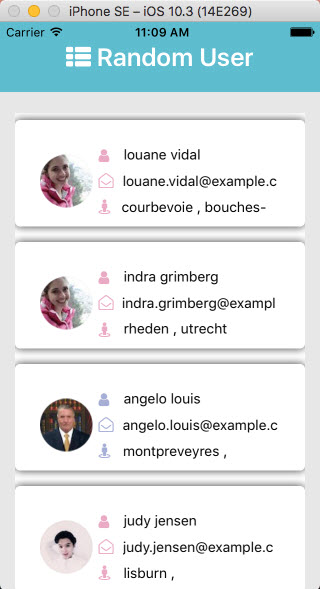 iPhone SE – iOS 10.3 (14E269)
Carrier 11:09 AM
Random User
louane vidal
louane.vidal@example.c
courbevoie , bouches-
indra grimberg
indra.grimberg@exampl
rheden , utrecht
angelo louis
angelo.louis@example.c
montpreveyres ,
judy jensen
judy.jensen@example.c
lisburn ,